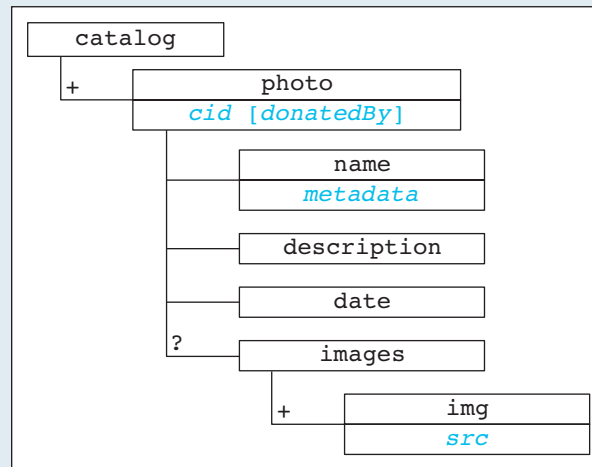 catalog
+
photo
cid [donatedBy]
name
metadata
description
date
?
images
+
img
src